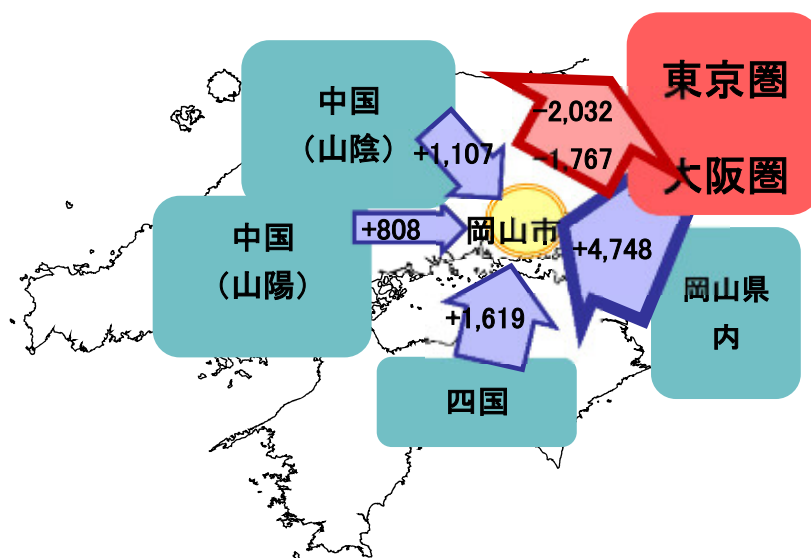 東京圏
大阪圏
中国
（山陰）
-2,032
-1,767
+1,107
中国
（山陽）
+808
岡山市
+4,748
岡山県
内
+1,619
四国